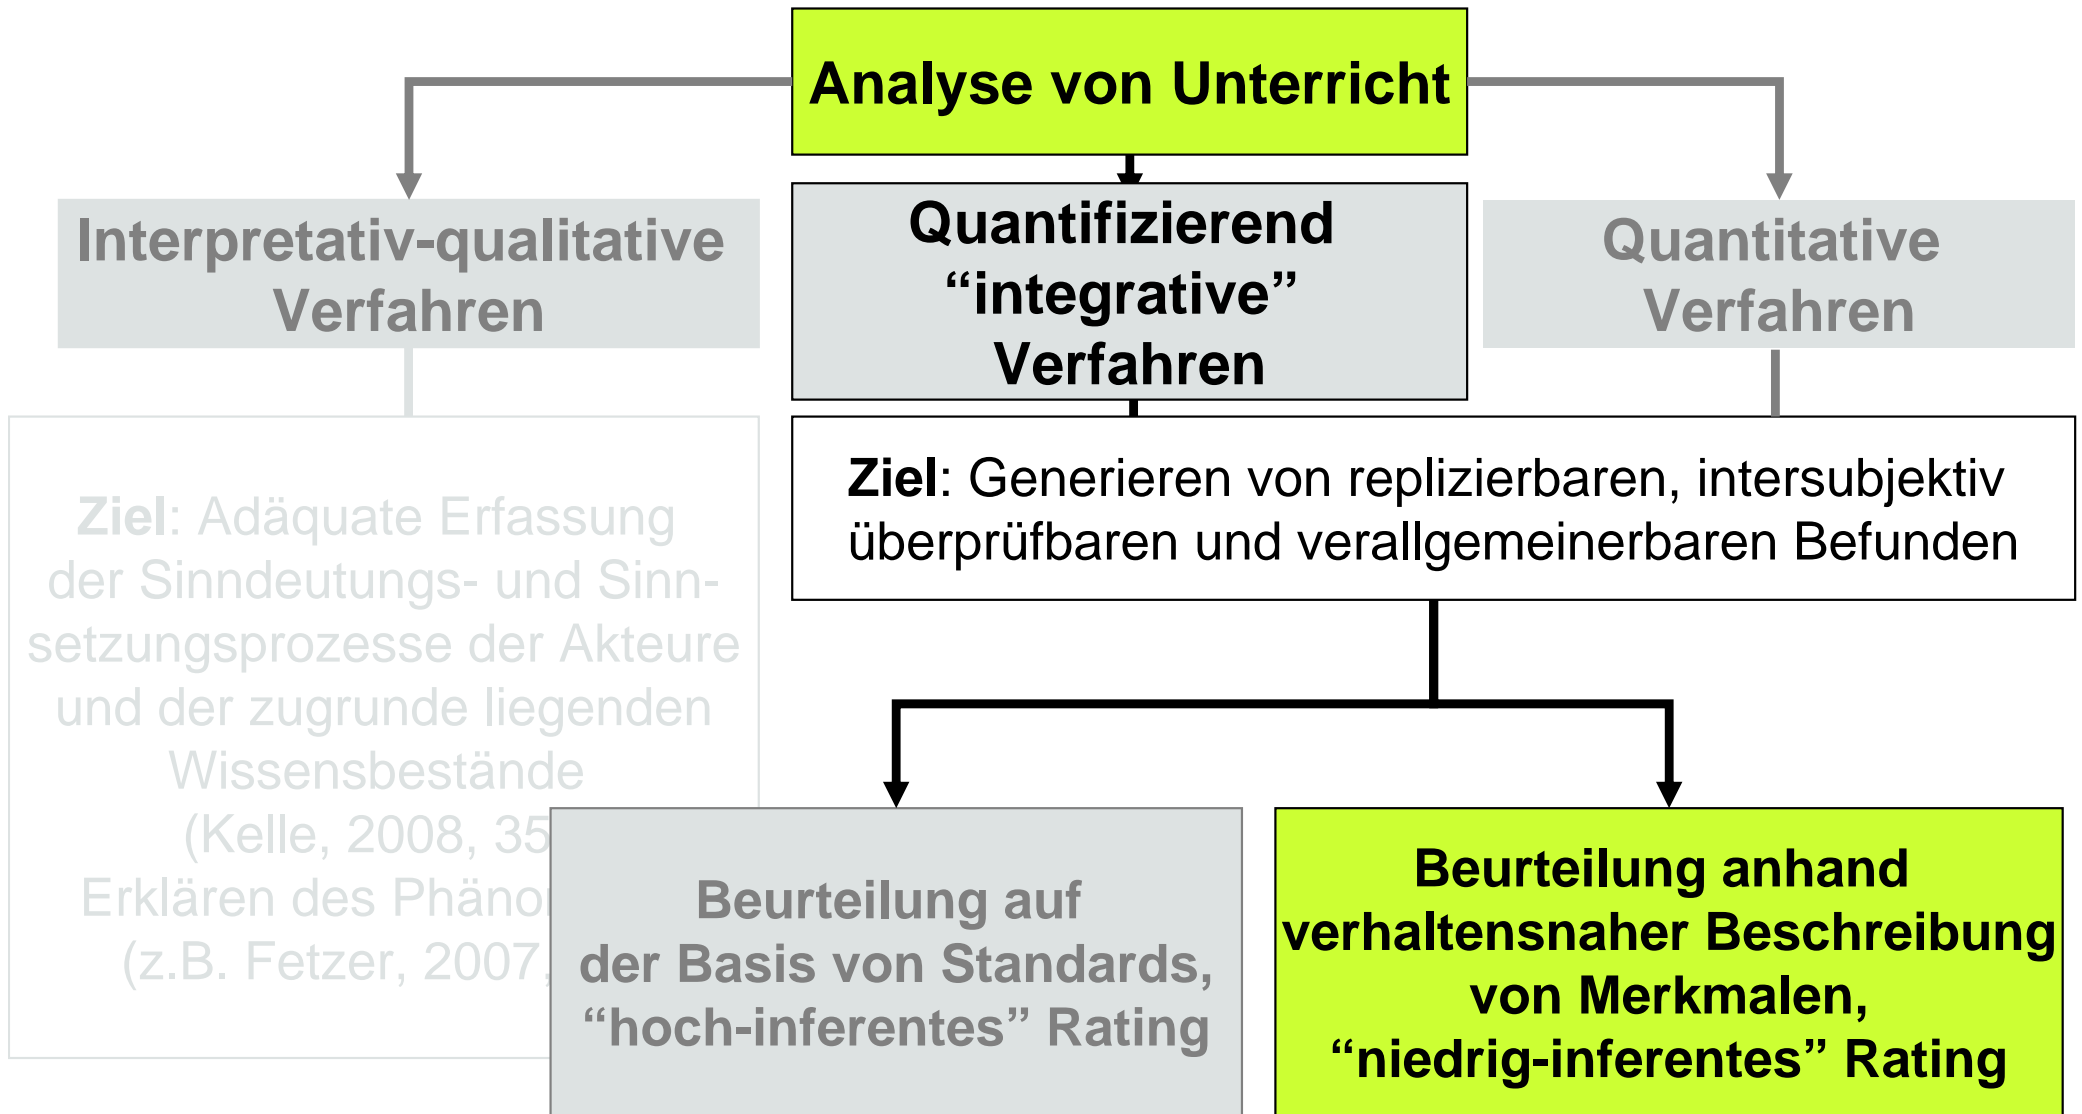 Analyse von Unterricht
Interpretativ-qualitative
Verfahren
Quantifizierend
“integrative”
Verfahren
Quantitative
Verfahren
Ziel: Adäquate Erfassung
der Sinndeutungs- und Sinn-
setzungsprozesse der Akteure
und der zugrunde liegenden
Wissensbestände
(Kelle, 2008, 35
Erklären des
(z.B. Fetzer, 2007,
Ziel: Generieren von replizierbaren, intersubjektiv
überprüfbaren und verallgemeinerbaren Befunden
Beurteilung auf
der Basis von Standards,
“hoch-inferentes” Rating
Beurteilung anhand
verhaltensnaher Beschreibung
von Merkmalen,
“niedrig-inferentes” Rating